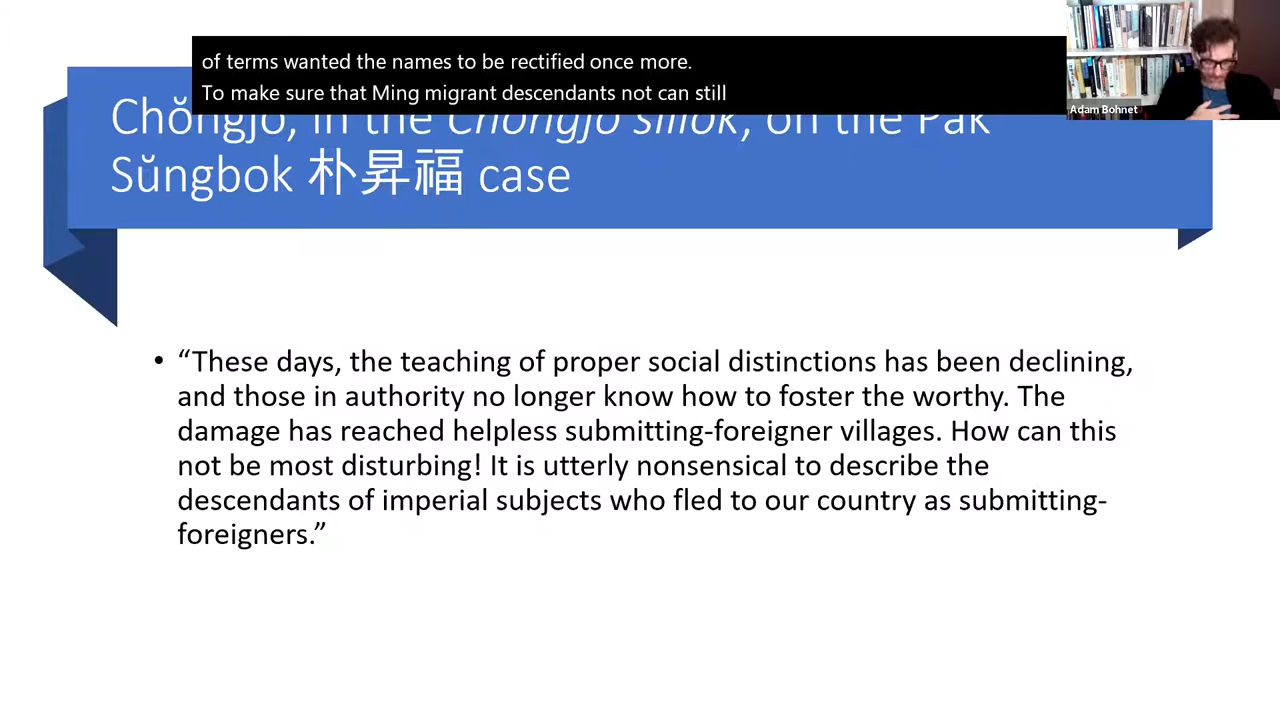 of terms wanted the names to be rectified once more.
To make sure that Ming migrant descendants not can still
Adam Bohnet
Chŏngjo, in the Chŏngjo sillok, on the Pak
Sŭngbok 朴昇福 case
• “These days, the teaching of proper social distinctions has been declining,
and those in authority no longer know how to foster the worthy. The
damage has reached helpless submitting-foreigner villages. How can this
not be most disturbing! It is utterly nonsensical to describe the
descendants of imperial subjects who fled to our country as submitting-
foreigners.”